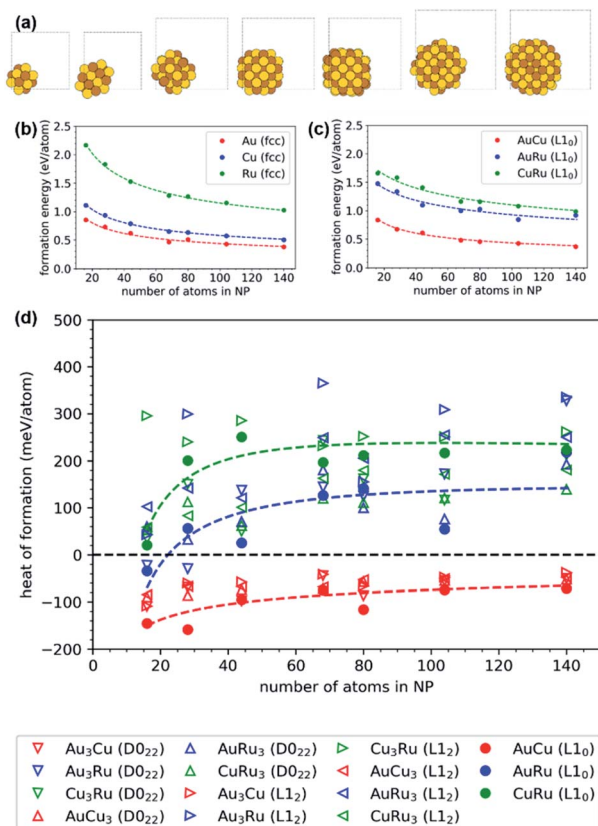 (a)
(b)
(c)
formation energy (eV/atom)
2.5
2.0
1.5
1.0
0.5
0.0
Au (fcc)
Cu (fcc)
Ru (fcc)
20 40 60 80 100 120 140
number of atoms in NP
formation energy (eV/atom)
2.5
2.0
1.5
1.0
0.5
0.0
AuCu (L1₀)
AuRu (L1₀)
CuRu (L1₀)
20 40 60 80 100 120 140
number of atoms in NP
(d)
heat of formation (meV/atom)
500
400
300
200
100
0
−100
−200
0 20 40 60 80 100 120 140
number of atoms in NP
Au₃Cu (D0₂₂) AuRu₃ (D0₂₂) Cu₃Ru (L1₂) AuCu (L1₀)
Au₃Ru (D0₂₂) CuRu₃ (D0₂₂) AuCu₃ (L1₂) AuRu (L1₀)
Cu₃Ru (D0₂₂) Au₃Cu (L1₂) AuRu₃ (L1₂) CuRu (L1₀)
AuCu₃ (D0₂₂) Au₃Ru (L1₂) CuRu₃ (L1₂)